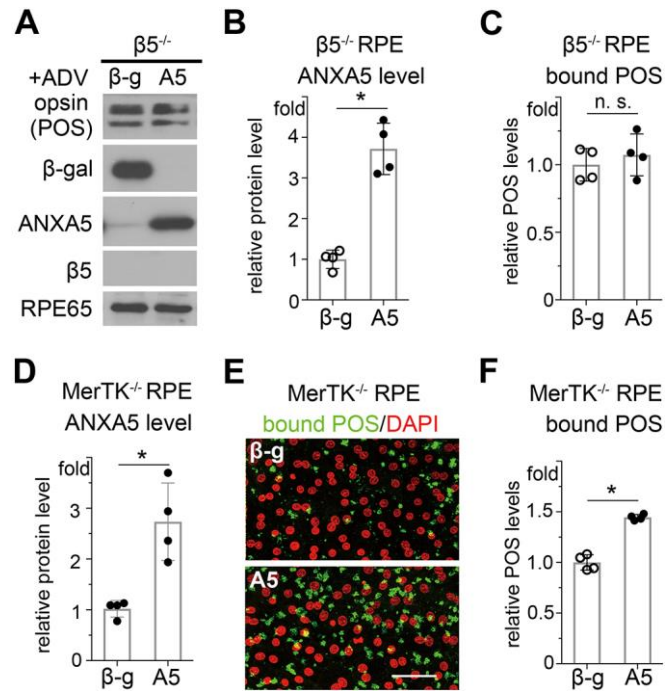 A
β5-/-
+ADV β-g A5
opsin
(POS)
β-gal
ANXA5
β5
RPE65
B
β5-/- RPE
ANXA5 level
fold
*
relative protein level
4
3
2
1
0
β-g A5
C
β5-/- RPE
bound POS
fold
n. s.
relative POS levels
1.0
0.5
0
β-g A5
D
MerTK-/- RPE
ANXA5 level
fold
*
relative protein level
3
2
1
0
β-g A5
E
MerTK-/- RPE
bound POS/DAPI
β-g
A5
F
MerTK-/- RPE
bound POS
fold
*
relative POS levels
1.5
1.0
0.5
0
β-g A5